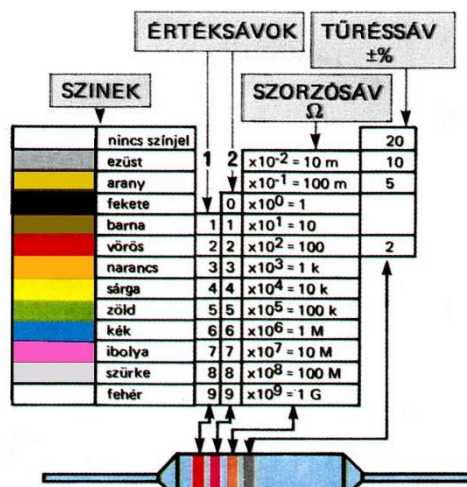 ÉRTÉKSÁVOK
TŰRÉSSÁV
±%
SZINEK
SZORZÓSÁV
Ω
1 2
nincs színjel 20
ezüst x10-2 = 10 m 10
arany x10-1 = 100 m 5
fekete 0 x100 = 1
barna 1 1 x101 = 10
vörös 2 2 x102 = 100 2
narancs 3 3 x103 = 1 k
sárga 4 4 x104 = 10 k
zöld 5 5 x105 = 100 k
kék 6 6 x106 = 1 M
ibolya 7 7 x107 = 10 M
szürke 8 8 x108 = 100 M
fehér 9 9 x109 = 1 G